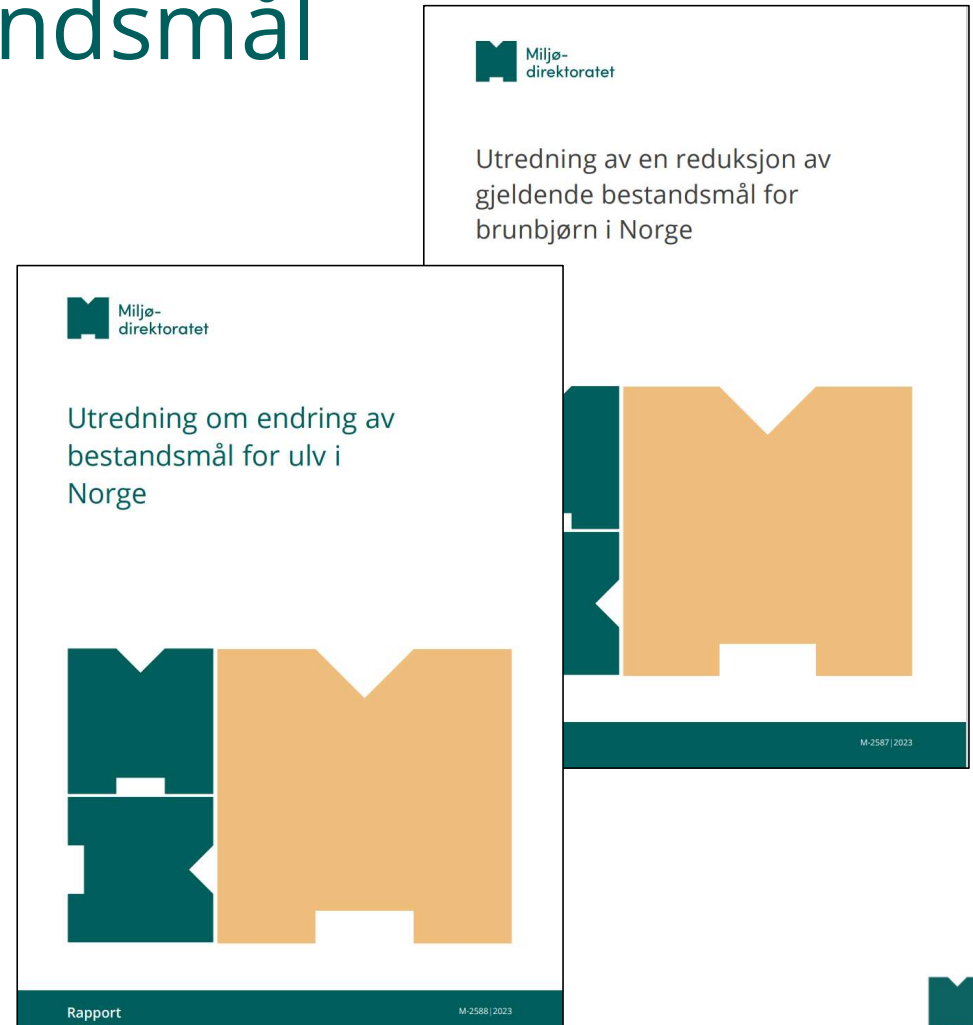 ndsmål
Miljø-
direktoratet
Utredning av en reduksjon av
gjeldende bestandsmål for
brunbjørn i Norge
M-2587|2023
Miljø-
direktoratet
Utredning om endring av
bestandsmål for ulv i
Norge
Rapport
M-2588|2023